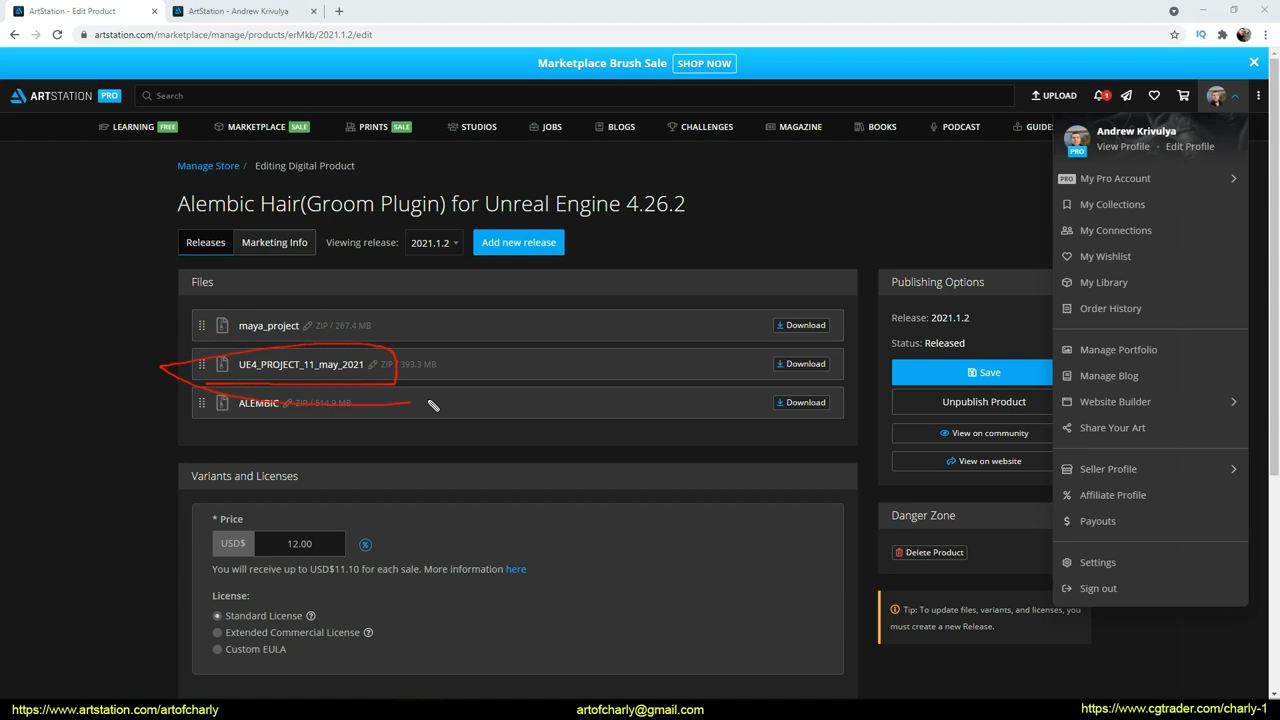 ArtStation - Edit Product
ArtStation - Andrew Krivulya
artstation.com/marketplace/manage/products/erMkb/2021.1.2/edit
IQ
Marketplace Brush Sale SHOP NOW
ARTSTATION PRO
Search
UPLOAD
1
LEARNING FREE
MARKETPLACE SALE
PRINTS SALE
STUDIOS
JOBS
BLOGS
CHALLENGES
MAGAZINE
BOOKS
PODCAST
GUIDES
Manage Store / Editing Digital Product
Alembic Hair(Groom Plugin) for Unreal Engine 4.26.2
Releases Marketing Info Viewing release: 2021.1.2 Add new release
Files
maya_project ZIP / 267.4 MB Download
UE4_PROJECT_11_may_2021 ZIP / 393.3 MB Download
ALEMBIC ZIP / 514.9 MB Download
Variants and Licenses
* Price
USD$ 12.00
You will receive up to USD$11.10 for each sale. More information here
License:
Standard License
Extended Commercial License
Custom EULA
Publishing Options
Release: 2021.1.2
Status: Released
Save
Unpublish Product
View on community
View on website
Danger Zone
Delete Product
Tip: To update files, variants, and licenses, you
must create a new Release.
Andrew Krivulya
PRO
View Profile • Edit Profile
PRO My Pro Account
My Collections
My Connections
My Wishlist
My Library
Order History
Manage Portfolio
Manage Blog
Website Builder
Share Your Art
Seller Profile
Affiliate Profile
Payouts
Settings
Sign out
https://www.artstation.com/artofcharly
artofcharly@gmail.com
https://www.cgtrader.com/charly-1